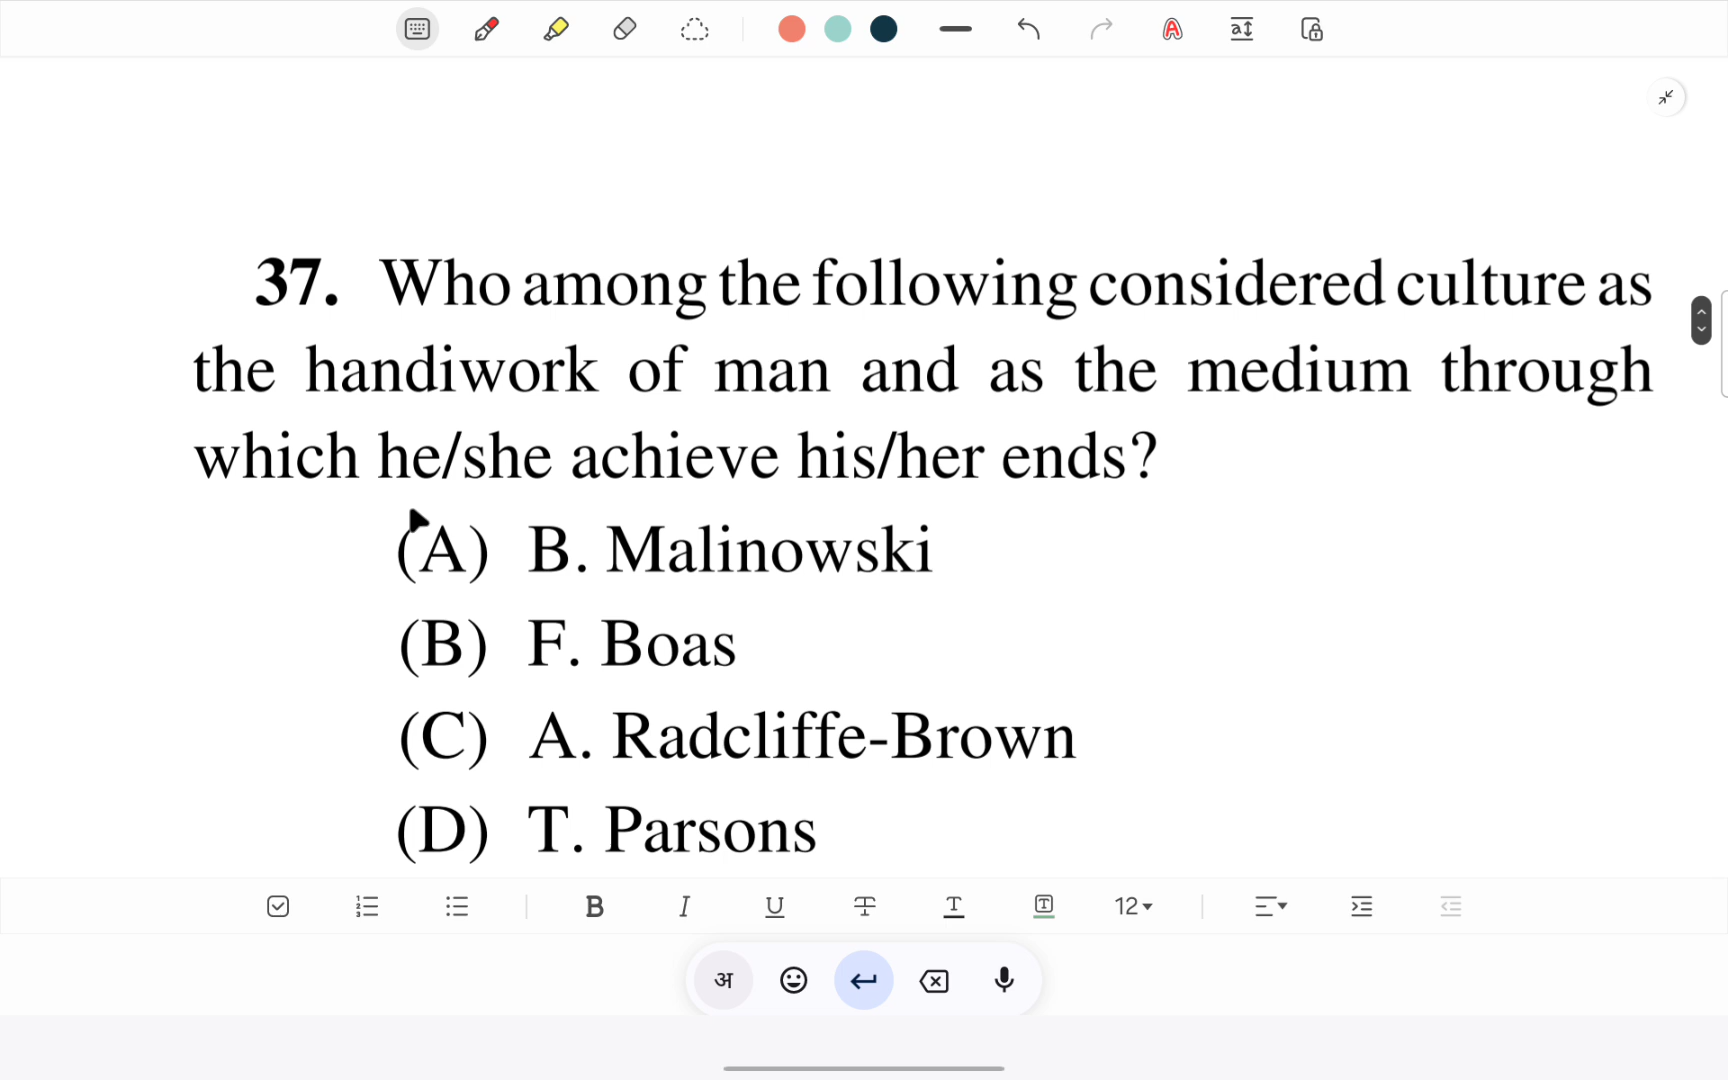 37. Who among the following considered culture as
the handiwork of man and as the medium through
which he/she achieve his/her ends?
(A) B. Malinowski
(B) F. Boas
(C) A. Radcliffe-Brown
(D) T. Parsons
12
अ